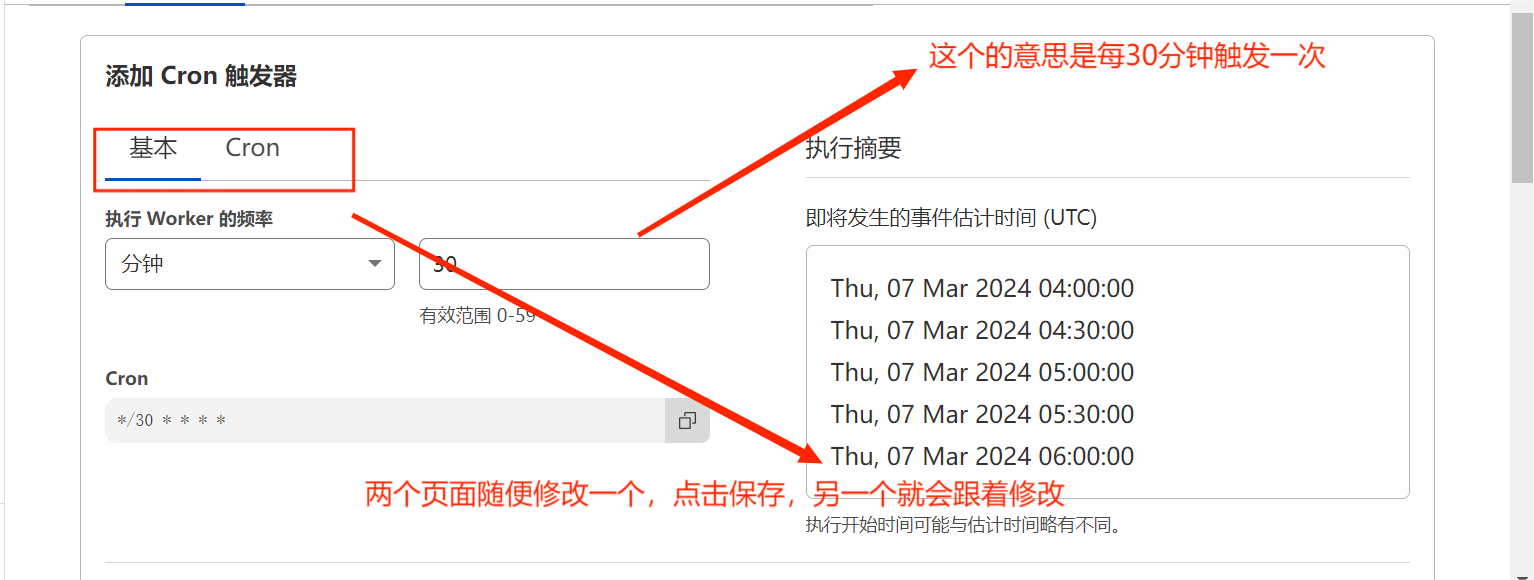 这个的意思是每30分钟触发一次
添加 Cron 触发器
基本 Cron
执行摘要
执行 Worker 的频率
即将发生的事件估计时间 (UTC)
分钟 30
有效范围 0-59
Thu, 07 Mar 2024 04:00:00
Thu, 07 Mar 2024 04:30:00
Thu, 07 Mar 2024 05:00:00
Thu, 07 Mar 2024 05:30:00
Thu, 07 Mar 2024 06:00:00
Cron
*/30 * * * *
两个页面随便修改一个，点击保存，另一个就会跟着修改
执行开始时间可能与估计时间略有不同。